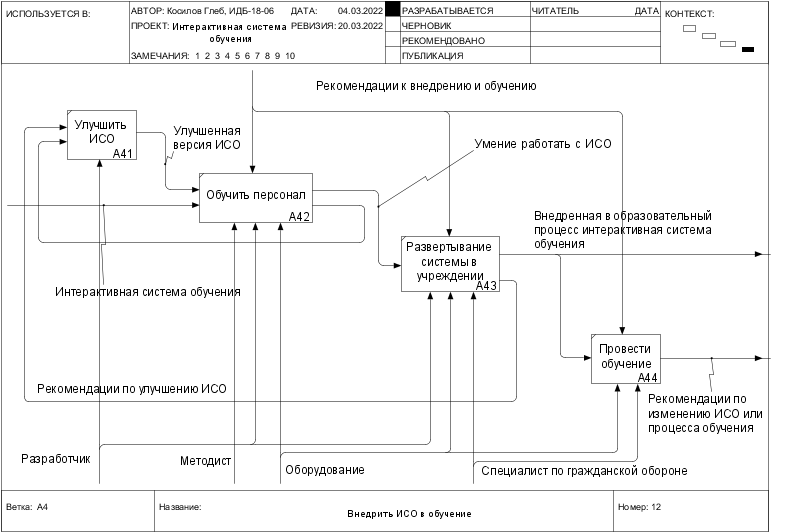 ИСПОЛЬЗУЕТСЯ В:
АВТОР: Косилов Глеб, ИДБ-18-06
ДАТА: 04.03.2022
ПРОЕКТ: Интерактивная система
обучения
РЕВИЗИЯ: 20.03.2022
ЗАМЕЧАНИЯ: 1 2 3 4 5 6 7 8 9 10
РАЗРАБАТЫВАЕТСЯ
ЧЕРНОВИК
РЕКОМЕНДОВАНО
ПУБЛИКАЦИЯ
ЧИТАТЕЛЬ
ДАТА
КОНТЕКСТ:
Рекомендации к внедрению и обучению
Улучшить
ИСО
A41
Улучшенная
версия ИСО
Умение работать с ИСО
Обучить персонал
A42
Внедренная в образовательный
процесс интерактивная система
обучения
Развертывание
системы в
учреждении
A43
Интерактивная система обучения
Провести
обучение
A44
Рекомендации по улучшению ИСО
Рекомендации по
изменению ИСО или
процесса обучения
Разработчик
Методист
Оборудование
Специалист по гражданской обороне
Ветка: A4
Название:
Внедрить ИСО в обучение
Номер: 12